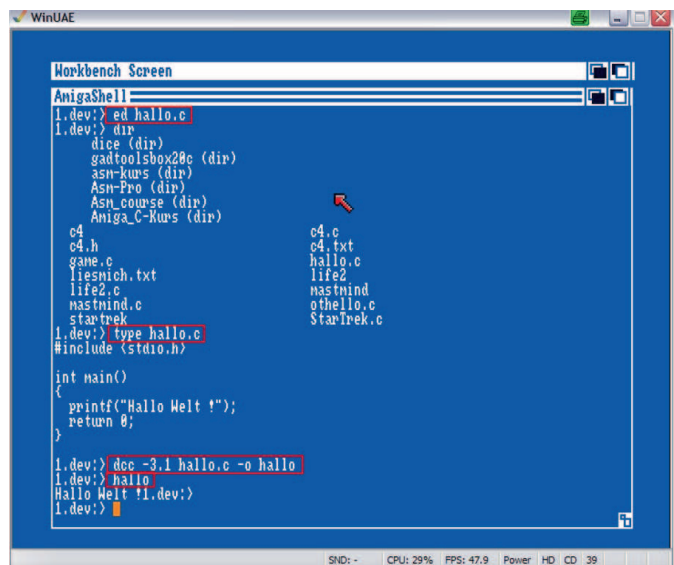 WinUAE
Workbench Screen
AmigaShell
1.dev:> ed hallo.c
1.dev:> dir
dice (dir)
gadtoolsbox20c (dir)
asm-kurs (dir)
Asm-Pro (dir)
Asm_course (dir)
Amiga_C-Kurs (dir)
c4 c4.c
c4.h c4.txt
game.c hallo.c
liesmich.txt life2
life2.c mastmind
mastmind.c othello.c
startrek StarTrek.c
1.dev:> type hallo.c
#include <stdio.h>
int main()
{
printf("Hallo Welt !");
return 0;
}
1.dev:> dcc -3.1 hallo.c -o hallo
1.dev:> hallo
Hallo Welt !1.dev:>
1.dev:>
SND: - CPU: 29% FPS: 47.9 Power HD CD 39